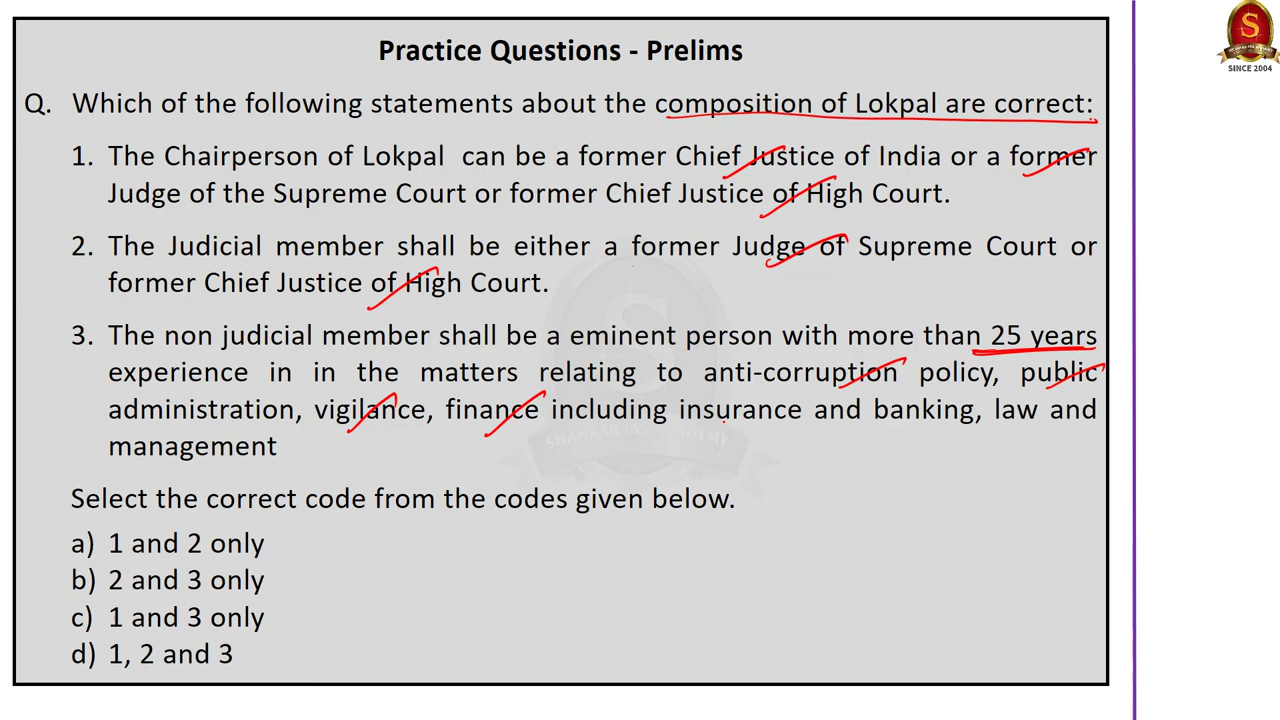 S
SINCE 2004
Practice Questions - Prelims
Q. Which of the following statements about the composition of Lokpal are correct:
1. The Chairperson of Lokpal can be a former Chief Justice of India or a former
Judge of the Supreme Court or former Chief Justice of High Court.
2. The Judicial member shall be either a former Judge of Supreme Court or
former Chief Justice of High Court.
3. The non judicial member shall be a eminent person with more than 25 years
experience in in the matters relating to anti-corruption policy, public
administration, vigilance, finance including insurance and banking, law and
management
Select the correct code from the codes given below.
a) 1 and 2 only
b) 2 and 3 only
c) 1 and 3 only
d) 1, 2 and 3